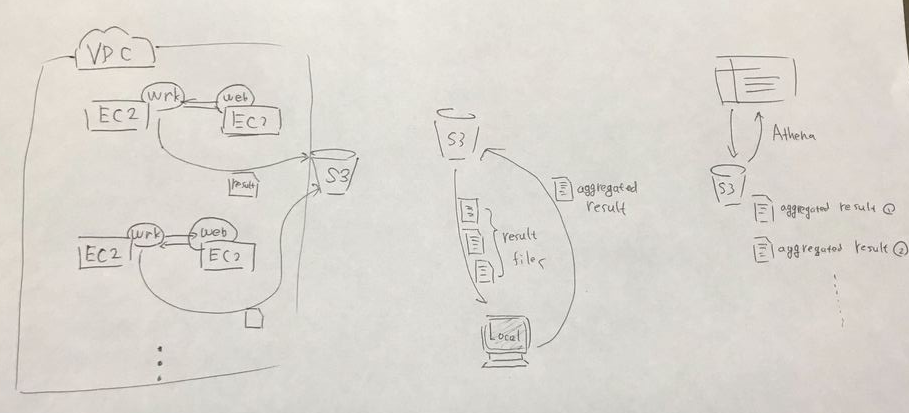 VPC
wrk
web
EC2
EC2
S3
result
wrk
web
EC2
EC2
S3
aggregated
result
result
files
Local
Athena
S3
aggregated result ①
aggregated result ②